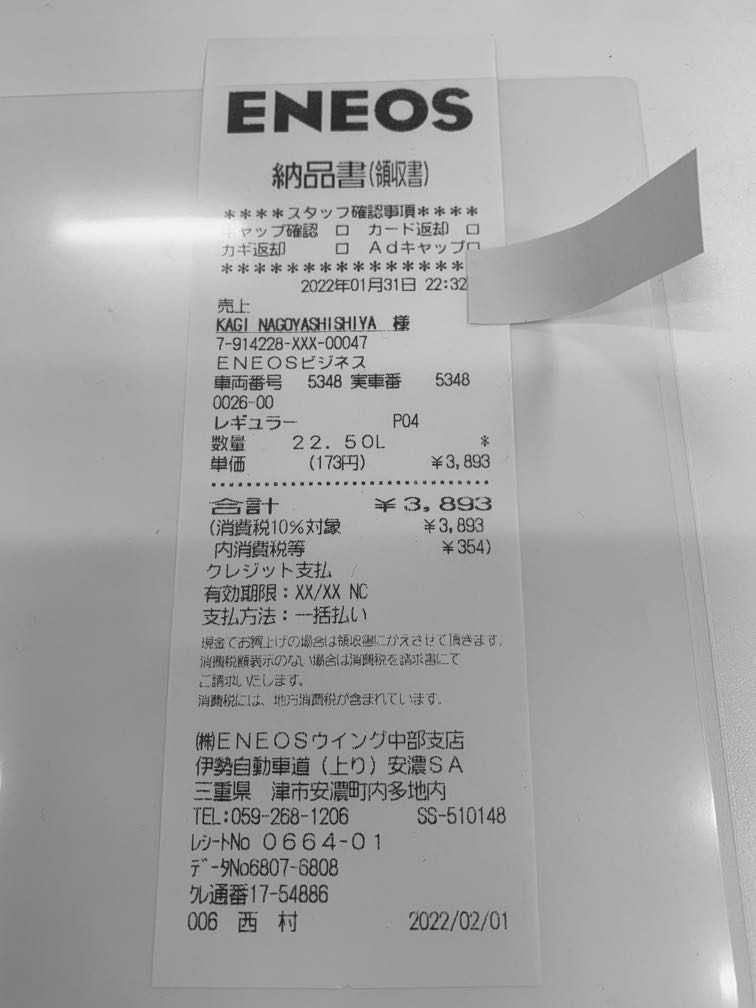 ENEOS
納品書(領収書)
****スタッフ確認事項****
キャップ確認 □ カード返却 □
カギ返却 □ Adキャップ□
****************
2022年01月31日 22:32
売上
KAGI NAGOYASHISHIYA 様
7-914228-XXX-00047
ENEOSビジネス
車両番号 5348 実車番 5348
0026-00
レギュラー P04
数量 22.50L *
単価 (173円) ¥3,893
合計 ¥3,893
(消費税10%対象 ¥3,893
内消費税等 ¥354)
クレジット支払
有効期限:XX/XX NC
支払方法:一括払い
現金でお買上げの場合は領収書にかえさせて頂きます。
消費税額表示のない場合は消費税を請求書にて
ご請求いたします。
消費税には、地方消費税が含まれています。
㈱ENEOSウイング中部支店
伊勢自動車道(上り)安濃SA
三重県 津市安濃町内多地内
TEL:059-268-1206 SS-510148
レシートNo 0664-01
データNo6807-6808
クレ通番17-54886
006 西 村 2022/02/01